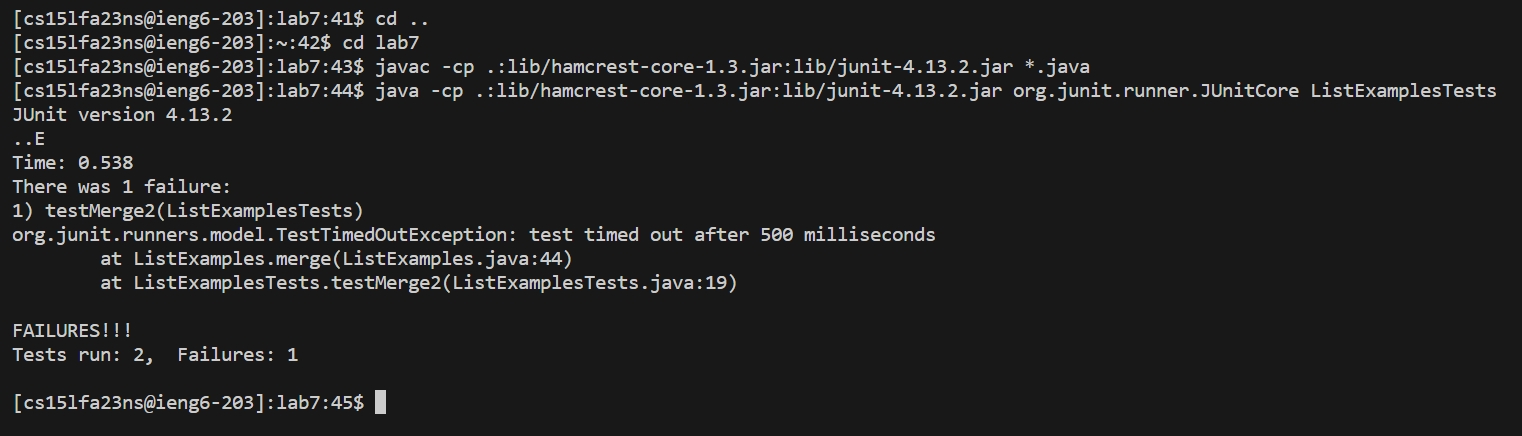 [cs15lfa23ns@ieng6-203]:lab7:41$ cd ..
[cs15lfa23ns@ieng6-203]:~:42$ cd lab7
[cs15lfa23ns@ieng6-203]:lab7:43$ javac -cp .:lib/hamcrest-core-1.3.jar:lib/junit-4.13.2.jar *.java
[cs15lfa23ns@ieng6-203]:lab7:44$ java -cp .:lib/hamcrest-core-1.3.jar:lib/junit-4.13.2.jar org.junit.runner.JUnitCore ListExamplesTests
JUnit version 4.13.2
..E
Time: 0.538
There was 1 failure:
1) testMerge2(ListExamplesTests)
org.junit.runners.model.TestTimedOutException: test timed out after 500 milliseconds
        at ListExamples.merge(ListExamples.java:44)
        at ListExamplesTests.testMerge2(ListExamplesTests.java:19)
FAILURES!!!
Tests run: 2,  Failures: 1
[cs15lfa23ns@ieng6-203]:lab7:45$